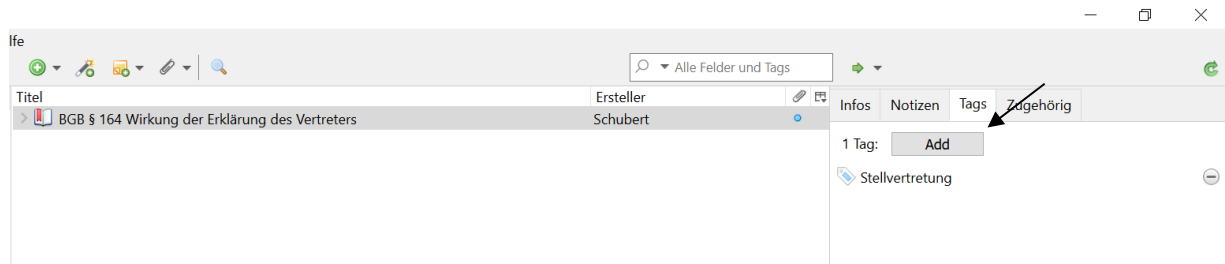 lfe
Alle Felder und Tags
Titel Ersteller
BGB § 164 Wirkung der Erklärung des Vertreters Schubert
Infos Notizen Tags Zugehörig
1 Tag: Add
Stellvertretung